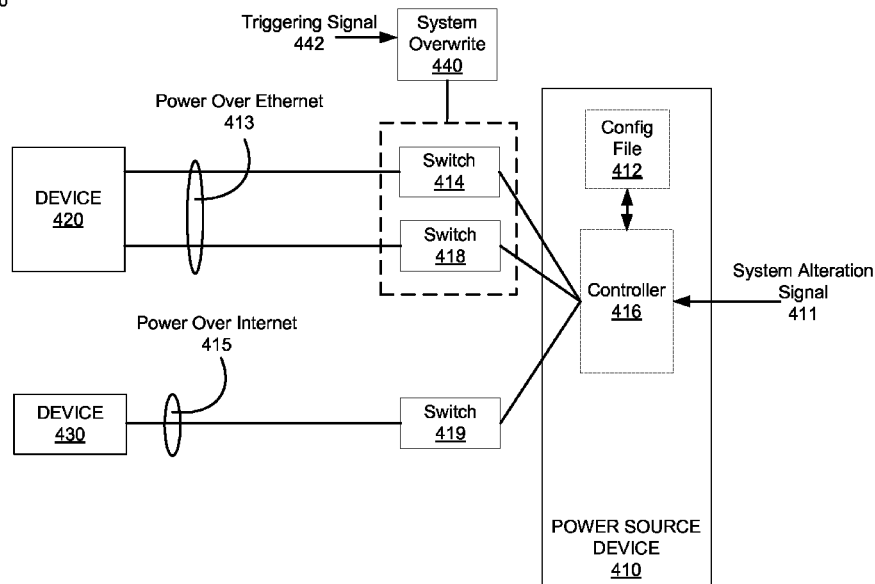 Triggering Signal
442
System
Overwrite
440
Power Over Ethernet
413
Config
File
412
Switch
414
DEVICE
420
Switch
418
Controller
416
System Alteration
Signal
411
Power Over Internet
415
DEVICE
430
Switch
419
POWER SOURCE
DEVICE
410